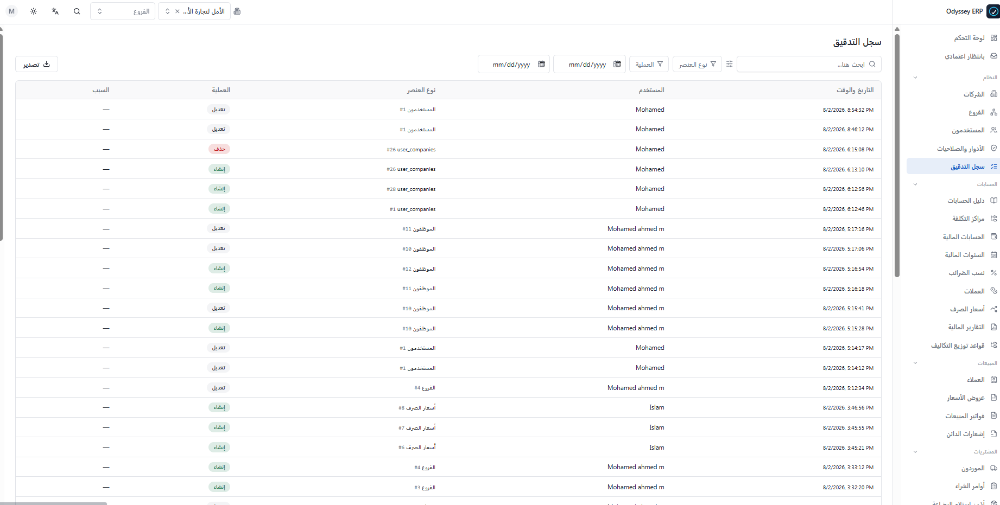 Odyssey ERP
الأمل لتجارة الأ...
الفروع
M
لوحة التحكم
بانتظار اعتمادي
النظام
الشركات
الفروع
المستخدمون
الأدوار والصلاحيات
سجل التدقيق
الحسابات
دليل الحسابات
مراكز التكلفة
الحسابات المالية
السنوات المالية
نسب الضرائب
العملات
أسعار الصرف
التقارير المالية
قواعد توزيع التكاليف
المبيعات
العملاء
عروض الأسعار
فواتير المبيعات
إشعارات الدائن
المشتريات
الموردون
أوامر الشراء
سجل التدقيق
ابحث هنا...
نوع العنصر
العملية
mm/dd/yyyy
mm/dd/yyyy
تصدير
التاريخ والوقت المستخدم نوع العنصر العملية السبب
8/2/2026, 8:54:32 PM Mohamed المستخدمون #1 تعديل —
8/2/2026, 8:46:12 PM Mohamed المستخدمون #1 تعديل —
8/2/2026, 6:15:08 PM Mohamed user_companies #26 حذف —
8/2/2026, 6:13:10 PM Mohamed user_companies #26 إنشاء —
8/2/2026, 6:12:56 PM Mohamed user_companies #28 إنشاء —
8/2/2026, 6:12:46 PM Mohamed user_companies #1 إنشاء —
8/2/2026, 5:17:16 PM Mohamed ahmed m الموظفون #11 تعديل —
8/2/2026, 5:17:06 PM Mohamed ahmed m الموظفون #10 تعديل —
8/2/2026, 5:16:54 PM Mohamed ahmed m الموظفون #12 إنشاء —
8/2/2026, 5:16:18 PM Mohamed ahmed m الموظفون #11 إنشاء —
8/2/2026, 5:15:41 PM Mohamed ahmed m الموظفون #10 تعديل —
8/2/2026, 5:15:28 PM Mohamed ahmed m الموظفون #10 إنشاء —
8/2/2026, 5:14:17 PM Mohamed المستخدمون #1 تعديل —
8/2/2026, 5:14:12 PM Mohamed المستخدمون #1 تعديل —
8/2/2026, 5:12:34 PM Mohamed ahmed m الفروع #4 تعديل —
8/2/2026, 3:46:56 PM Islam أسعار الصرف #8 إنشاء —
8/2/2026, 3:45:55 PM Islam أسعار الصرف #7 إنشاء —
8/2/2026, 3:45:21 PM Islam أسعار الصرف #6 إنشاء —
8/2/2026, 3:33:12 PM Mohamed ahmed m الفروع #4 إنشاء —
8/2/2026, 3:32:20 PM Mohamed ahmed m الفروع #3 إنشاء —